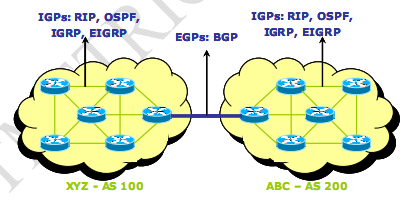 IGPs: RIP, OSPF,
IGRP, EIGRP
EGPs: BGP
IGPs: RIP, OSPF,
IGRP, EIGRP
XYZ - AS 100
ABC – AS 200